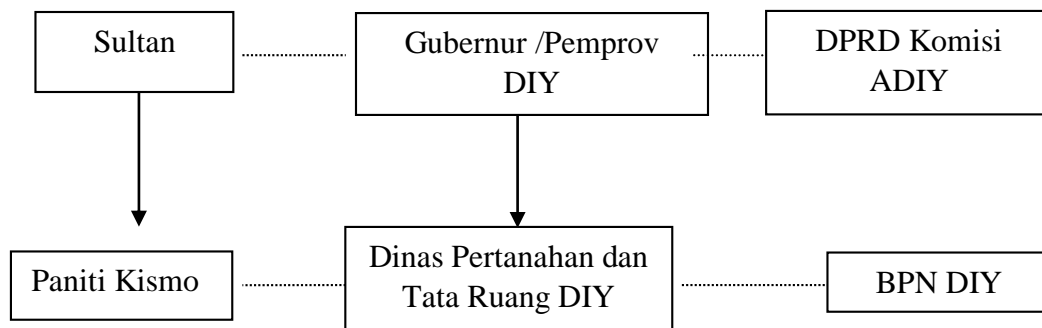 Sultan
Gubernur /Pemprov
DIY
DPRD Komisi
ADIY
Paniti Kismo
Dinas Pertanahan dan
Tata Ruang DIY
BPN DIY